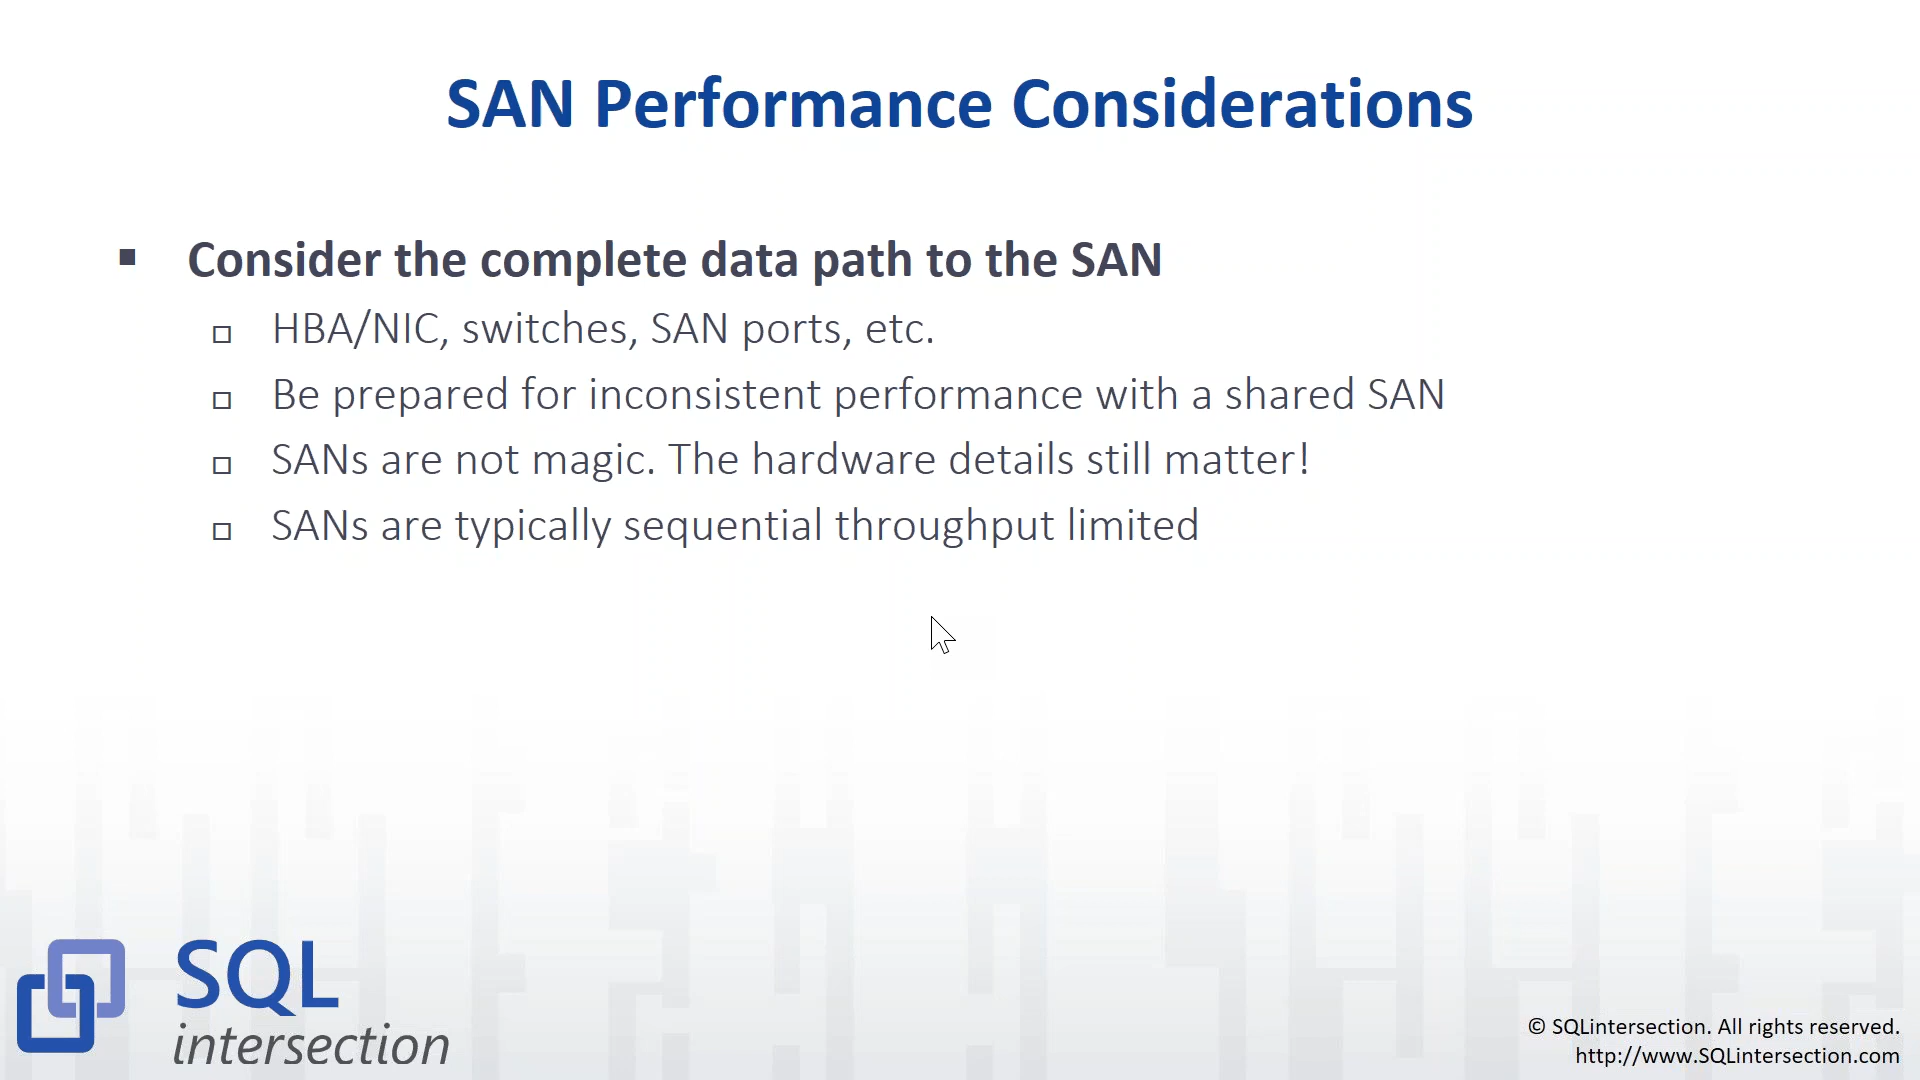 SAN Performance Considerations
▪ Consider the complete data path to the SAN
▫ HBA/NIC, switches, SAN ports, etc.
▫ Be prepared for inconsistent performance with a shared SAN
▫ SANs are not magic. The hardware details still matter!
▫ SANs are typically sequential throughput limited
SQL
intersection
© SQLintersection. All rights reserved.
http://www.SQLintersection.com